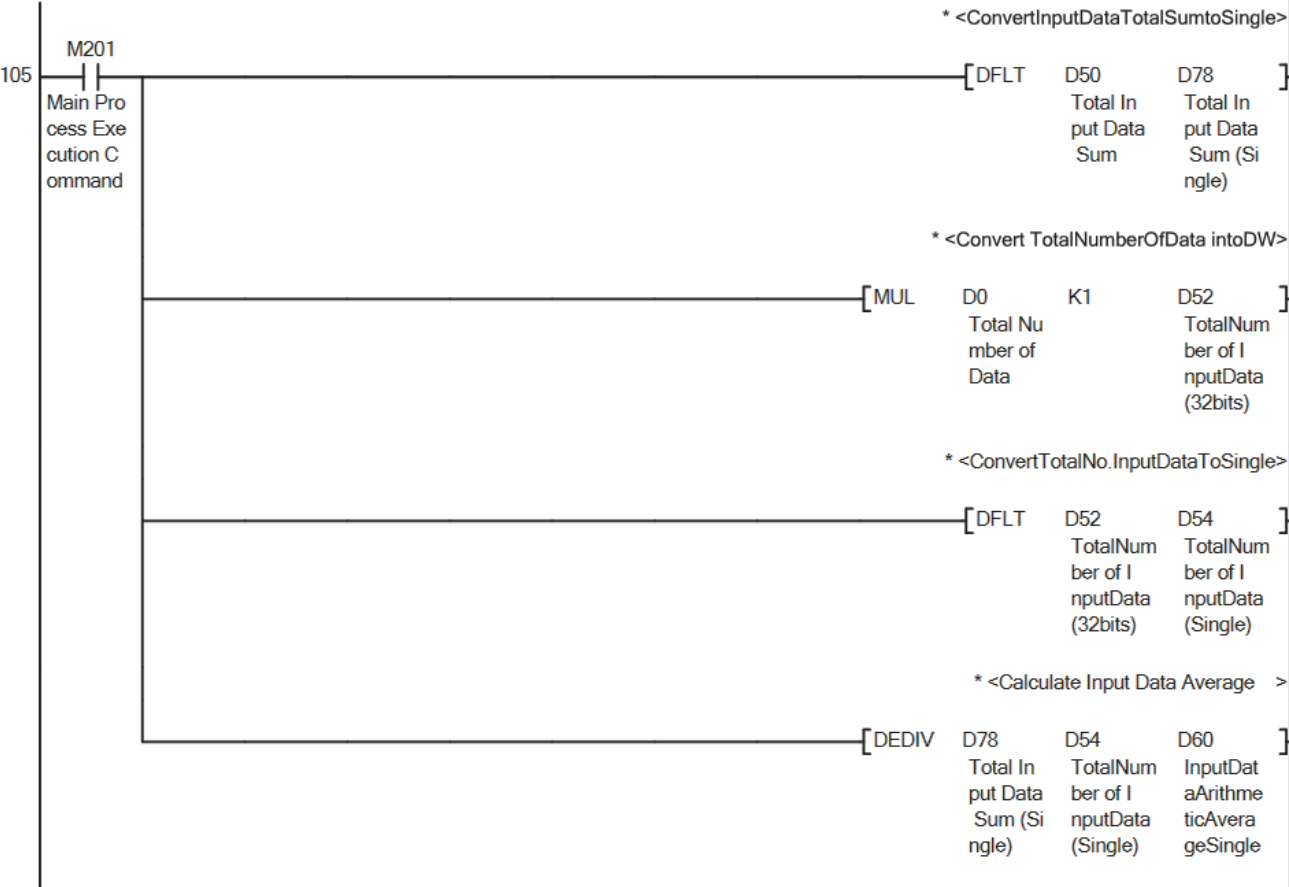 * <ConvertInputDataTotalSumtoSingle>
M201
105
DFLT D50 D78
Main Pro
cess Exe
cution C
ommand
Total In
put Data
Sum
Total In
put Data
Sum (Si
ngle)
* <Convert TotalNumberOfData intoDW>
MUL D0 K1 D52
Total Nu
mber of
Data
TotalNum
ber of I
nputData
(32bits)
* <ConvertTotalNo.InputDataToSingle>
DFLT D52 D54
TotalNum
ber of I
nputData
(32bits)
TotalNum
ber of I
nputData
(Single)
* <Calculate Input Data Average >
DEDIV D78 D54 D60
Total In
put Data
Sum (Si
ngle)
TotalNum
ber of I
nputData
(Single)
InputDat
aArithme
ticAvera
geSingle